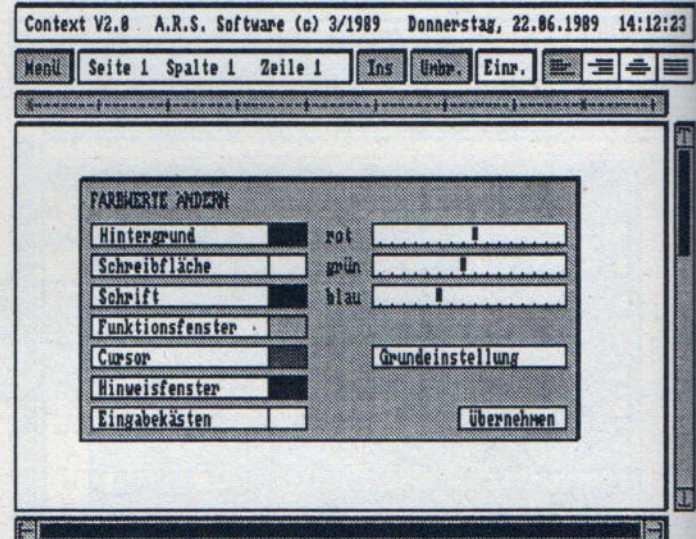 Context V2.0 A.R.S. Software (c) 3/1989 Donnerstag, 22.06.1989 14:12:23
Menü Seite 1 Spalte 1 Zeile 1 Ins Umbr. Einr.
FARBWERTE ÄNDERN
Hintergrund rot
Schreibfläche grün
Schrift blau
Funktionsfenster
Cursor Grundeinstellung
Hinweisfenster
Eingabekästen übernehmen